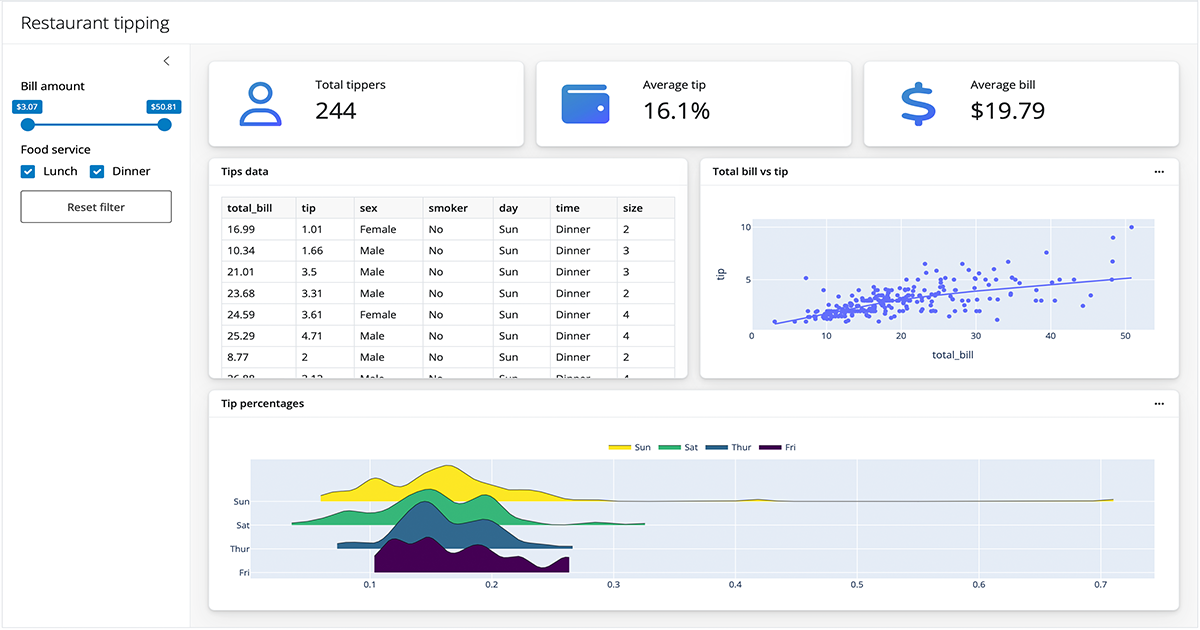 Restaurant tipping
Bill amount
$3.07 $50.81
Food service
Lunch Dinner
Reset filter
Total tippers
244
Average tip
16.1%
Average bill
$19.79
Tips data
total_bill tip sex smoker day time size
16.99 1.01 Female No Sun Dinner 2
10.34 1.66 Male No Sun Dinner 3
21.01 3.5 Male No Sun Dinner 3
23.68 3.31 Male No Sun Dinner 2
24.59 3.61 Female No Sun Dinner 4
25.29 4.71 Male No Sun Dinner 4
8.77 2 Male No Sun Dinner 2
Total bill vs tip ...
10
5
tip
0 10 20 30 40 50
total_bill
Tip percentages ...
Sun Sat Thur Fri
Sun
Sat
Thur
Fri
0.1 0.2 0.3 0.4 0.5 0.6 0.7